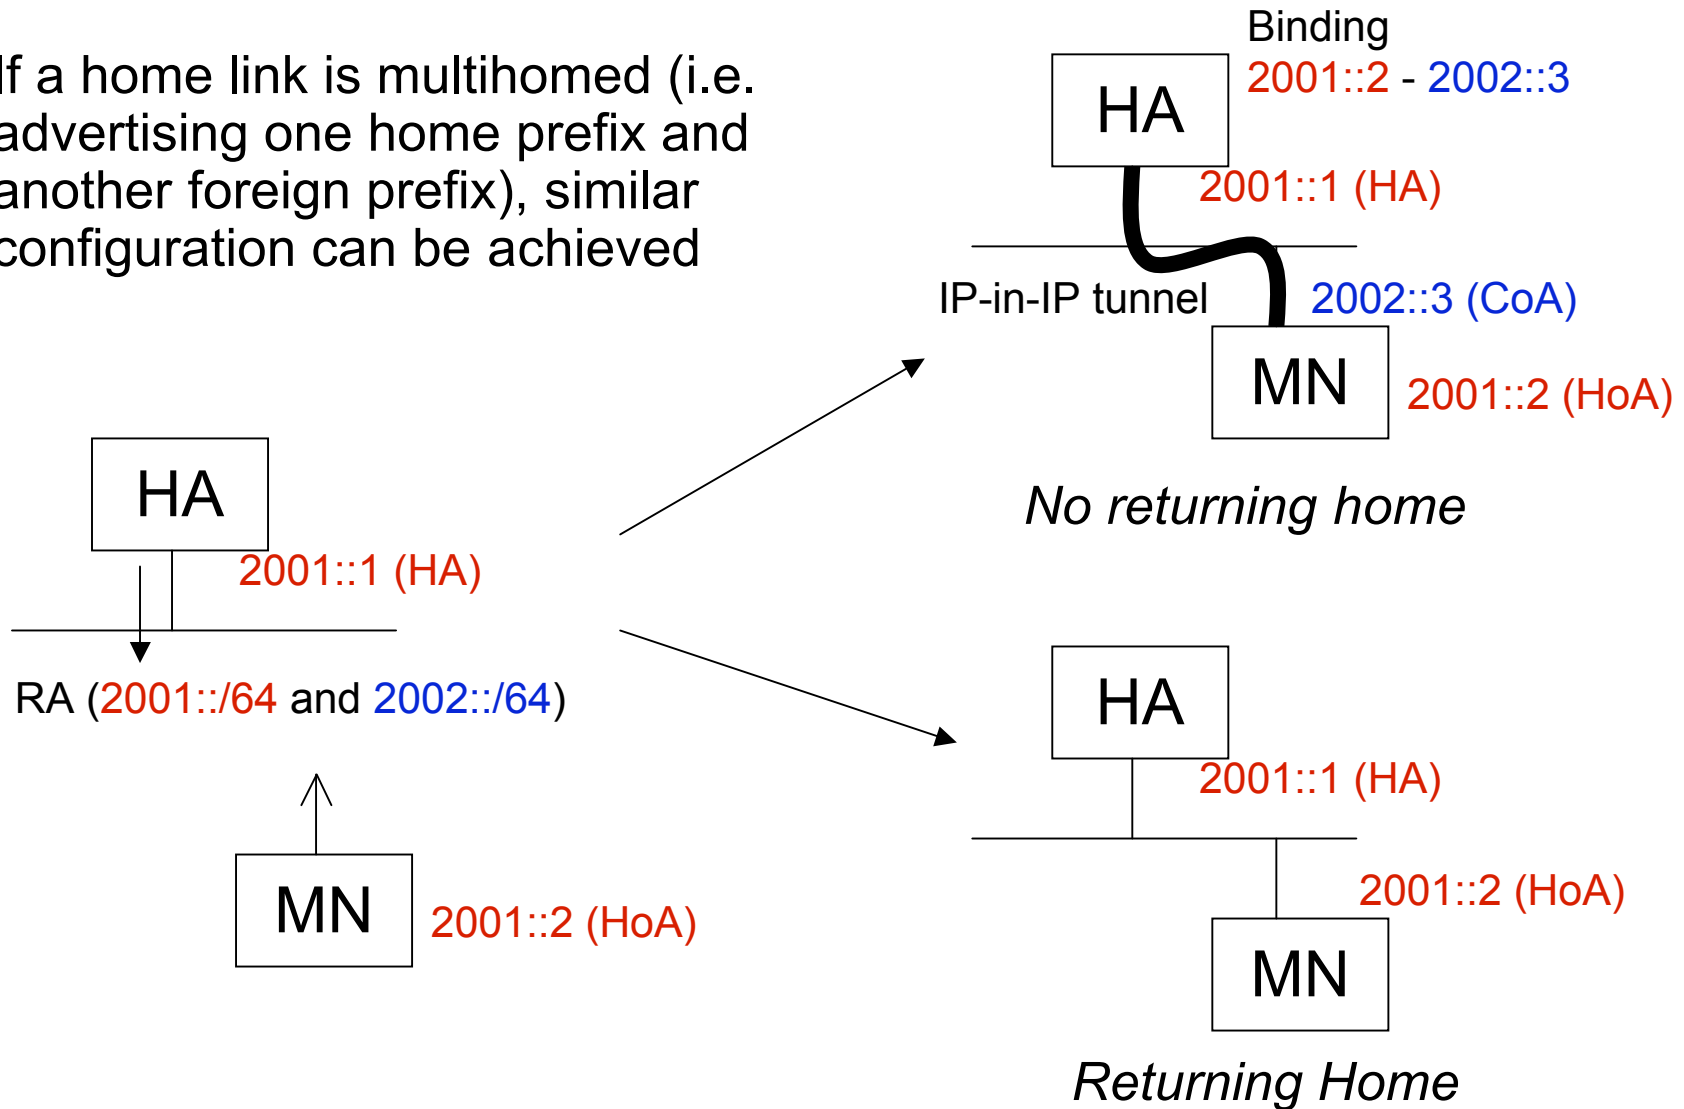 If a home link is multihomed (i.e.
advertising one home prefix and
another foreign prefix), similar
configuration can be achieved
HA
2001::1 (HA)
RA (2001::/64 and 2002::/64)
MN
2001::2 (HoA)
Binding
2001::2 - 2002::3
HA
2001::1 (HA)
IP-in-IP tunnel
2002::3 (CoA)
MN
2001::2 (HoA)
No returning home
HA
2001::1 (HA)
2001::2 (HoA)
MN
Returning Home